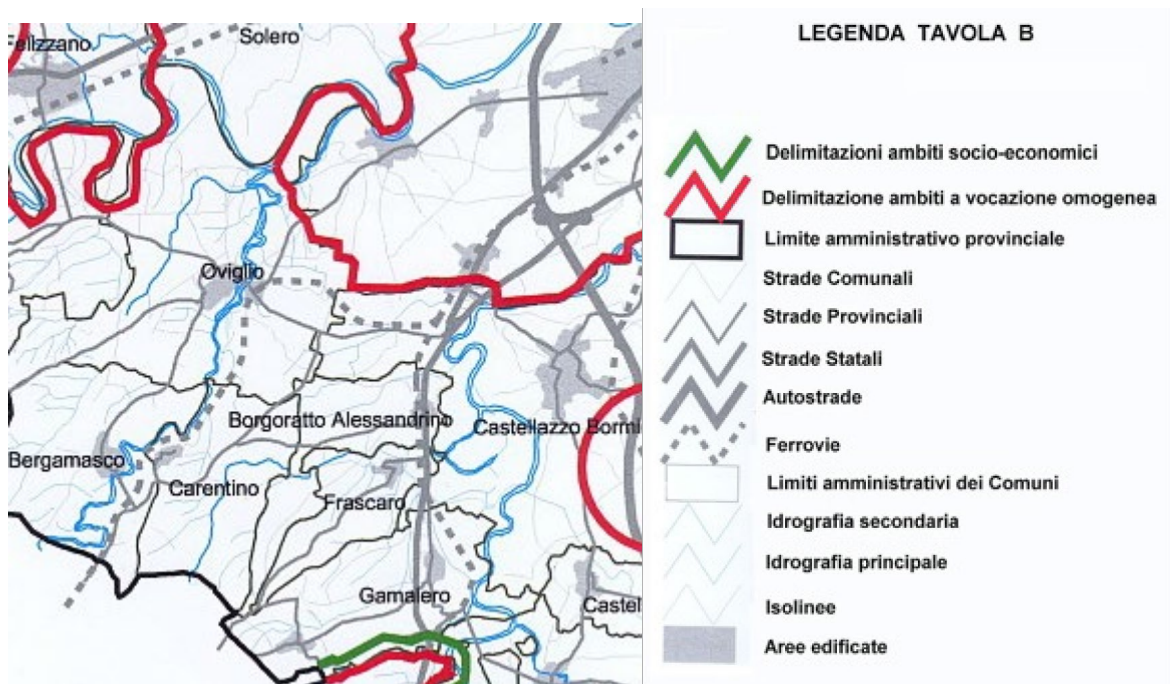 Felizzano
Solero
Oviglio
Borgoratto Alessandrino
Castellazzo Bormi
Bergamasco
Carentino
Frascaro
Gamalero
Castel
LEGENDA TAVOLA B
Delimitazioni ambiti socio-economici
Delimitazione ambiti a vocazione omogenea
Limite amministrativo provinciale
Strade Comunali
Strade Provinciali
Strade Statali
Autostrade
Ferrovie
Limiti amministrativi dei Comuni
Idrografia secondaria
Idrografia principale
Isolinee
Aree edificate